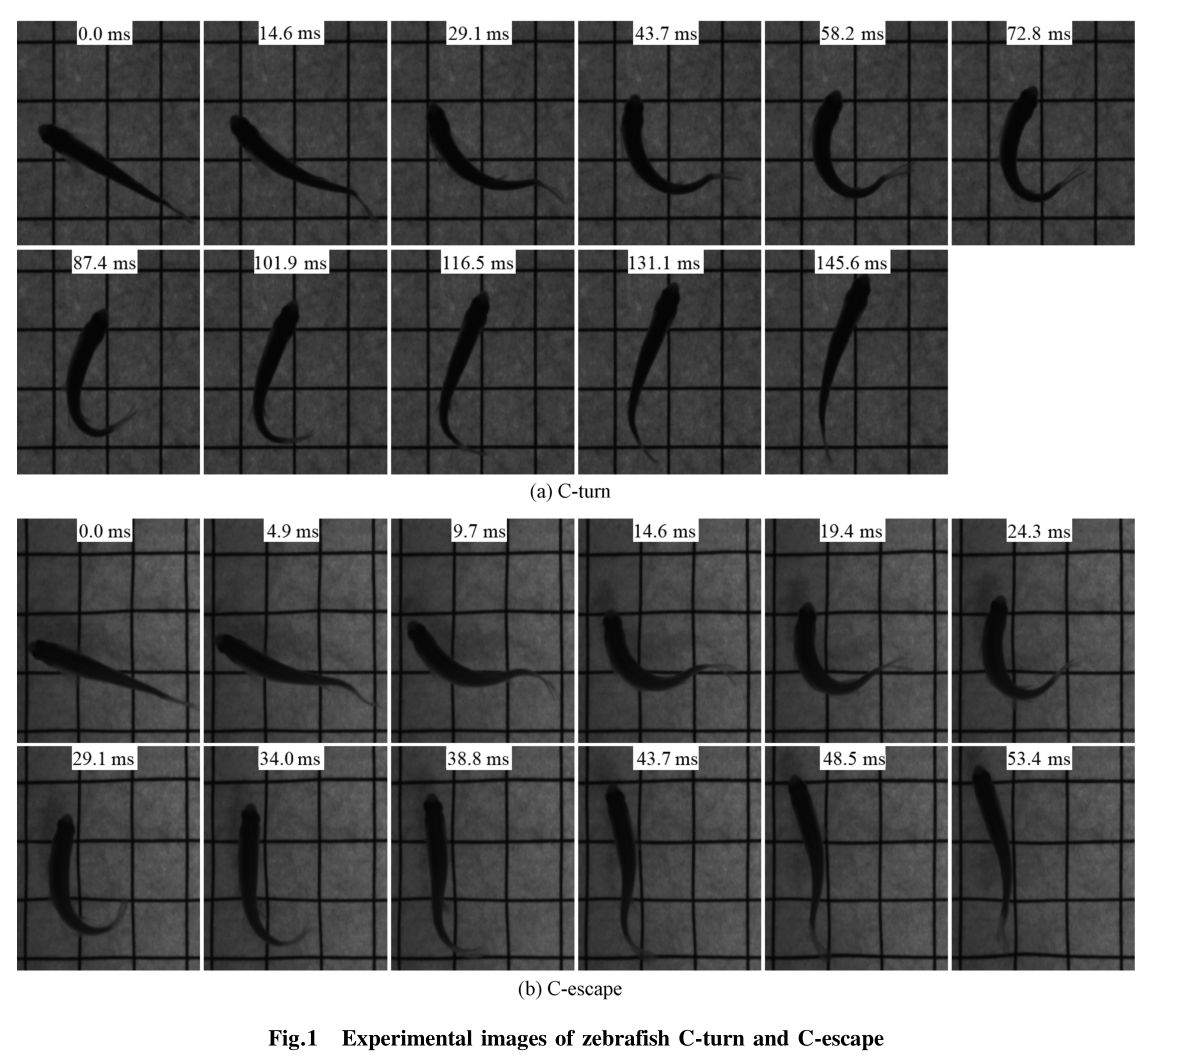 0.0 ms
14.6 ms
29.1 ms
43.7 ms
58.2 ms
72.8 ms
87.4 ms
101.9 ms
116.5 ms
131.1 ms
145.6 ms
(a) C-turn
0.0 ms
4.9 ms
9.7 ms
14.6 ms
19.4 ms
24.3 ms
29.1 ms
34.0 ms
38.8 ms
43.7 ms
48.5 ms
53.4 ms
(b) C-escape
Fig.1 Experimental images of zebrafish C-turn and C-escape